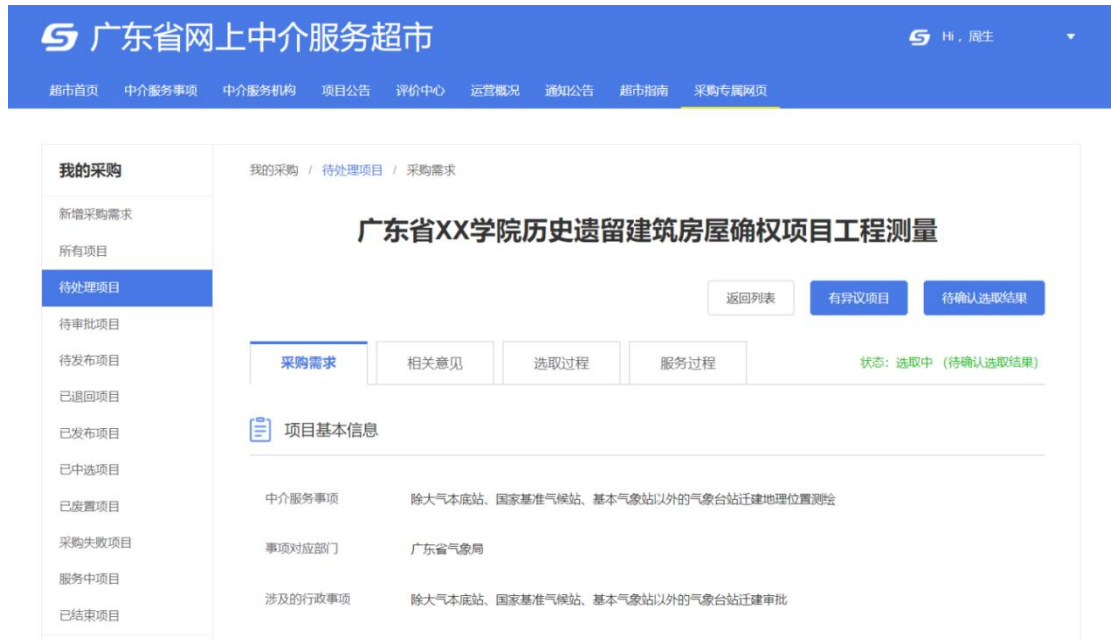 广东省网上中介服务超市
Hi，周生
超市首页 中介服务事项 中介服务机构 项目公告 评价中心 运营概况 通知公告 超市指南 采购专属网页
我的采购
我的采购 / 待处理项目 / 采购需求
新增采购需求
广东省XX学院历史遗留建筑房屋确权项目工程测量
所有项目
待处理项目
返回列表 有异议项目 待确认选取结果
待审批项目
待发布项目
采购需求 相关意见 选取过程 服务过程 状态：选取中 （待确认选取结果）
已退回项目
已发布项目
项目基本信息
已中选项目
已废置项目
中介服务事项 除大气本底站、国家基准气候站、基本气象站以外的气象台站迁建地理位置测绘
采购失败项目
事项对应部门 广东省气象局
服务中项目
涉及的行政事项 除大气本底站、国家基准气候站、基本气象站以外的气象台站迁建审批
已结束项目